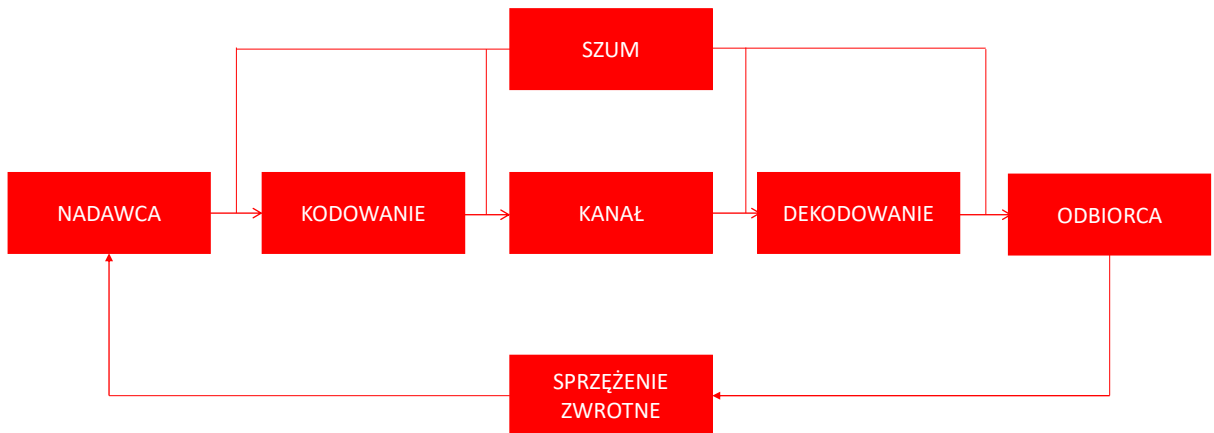 SZUM
NADAWCA
KODOWANIE
KANAŁ
DEKODOWANIE
ODBIORCA
SPRZĘŻENIE
ZWROTNE